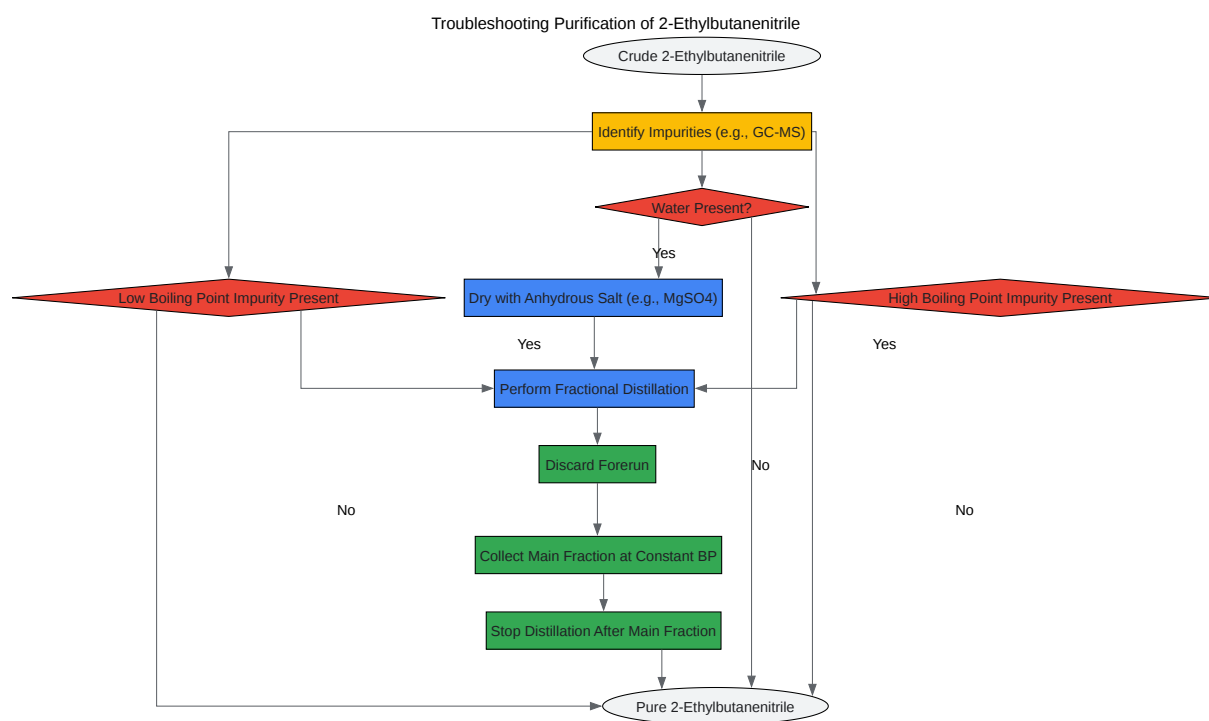 Troubleshooting Purification of 2-Ethylbutanenitrile
Crude 2-Ethylbutanenitrile
Identify Impurities (e.g., GC-MS)
Water Present?
Yes
Low Boiling Point Impurity Present
Dry with Anhydrous Salt (e.g., MgSO4)
High Boiling Point Impurity Present
Yes
Yes
Perform Fractional Distillation
Discard Forerun
No
No
No
Collect Main Fraction at Constant BP
Stop Distillation After Main Fraction
Pure 2-Ethylbutanenitrile